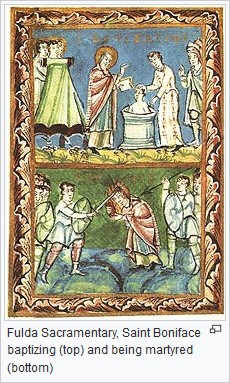 Fulda Sacramentary, Saint Boniface
baptizing (top) and being martyred
(bottom)